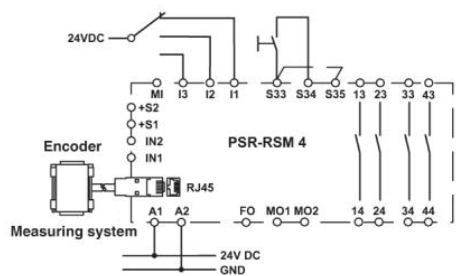 24VDC
MI I3 I2 I1 S33 S34 S35 13 23 33 43
+S2
+S1
IN2
IN1
PSR-RSM 4
Encoder
RJ45
Measuring system
A1 A2 FO MO1 MO2 14 24 34 44
24V DC
GND